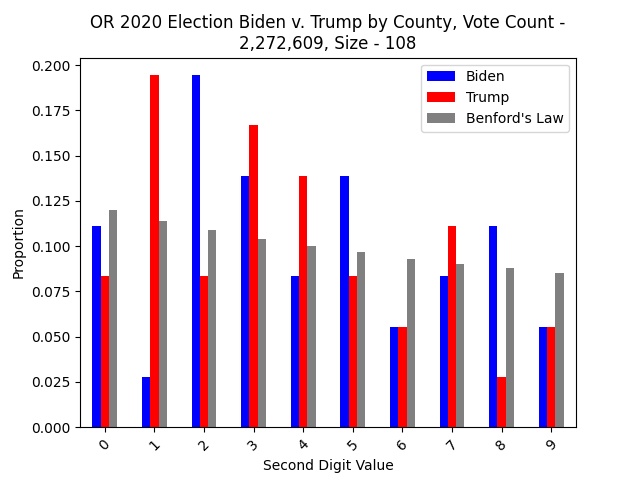 OR 2020 Election Biden v. Trump by County, Vote Count -
2,272,609, Size - 108
Biden
Trump
Benford's Law
Proportion
0.200
0.175
0.150
0.125
0.100
0.075
0.050
0.025
0.000
0 1 2 3 4 5 6 7 8 9
Second Digit Value